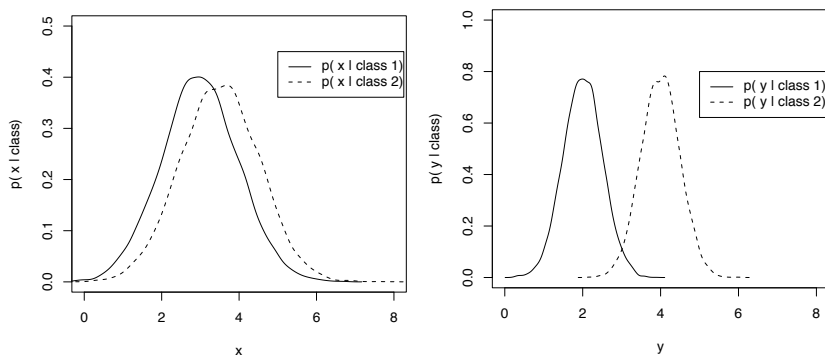 p( x | class)
0.0 0.1 0.2 0.3 0.4 0.5
p( x | class 1)
p( x | class 2)
0 2 4 6 8
x
p( y | class)
0.0 0.2 0.4 0.6 0.8 1.0
p( y | class 1)
p( y | class 2)
0 2 4 6 8
y